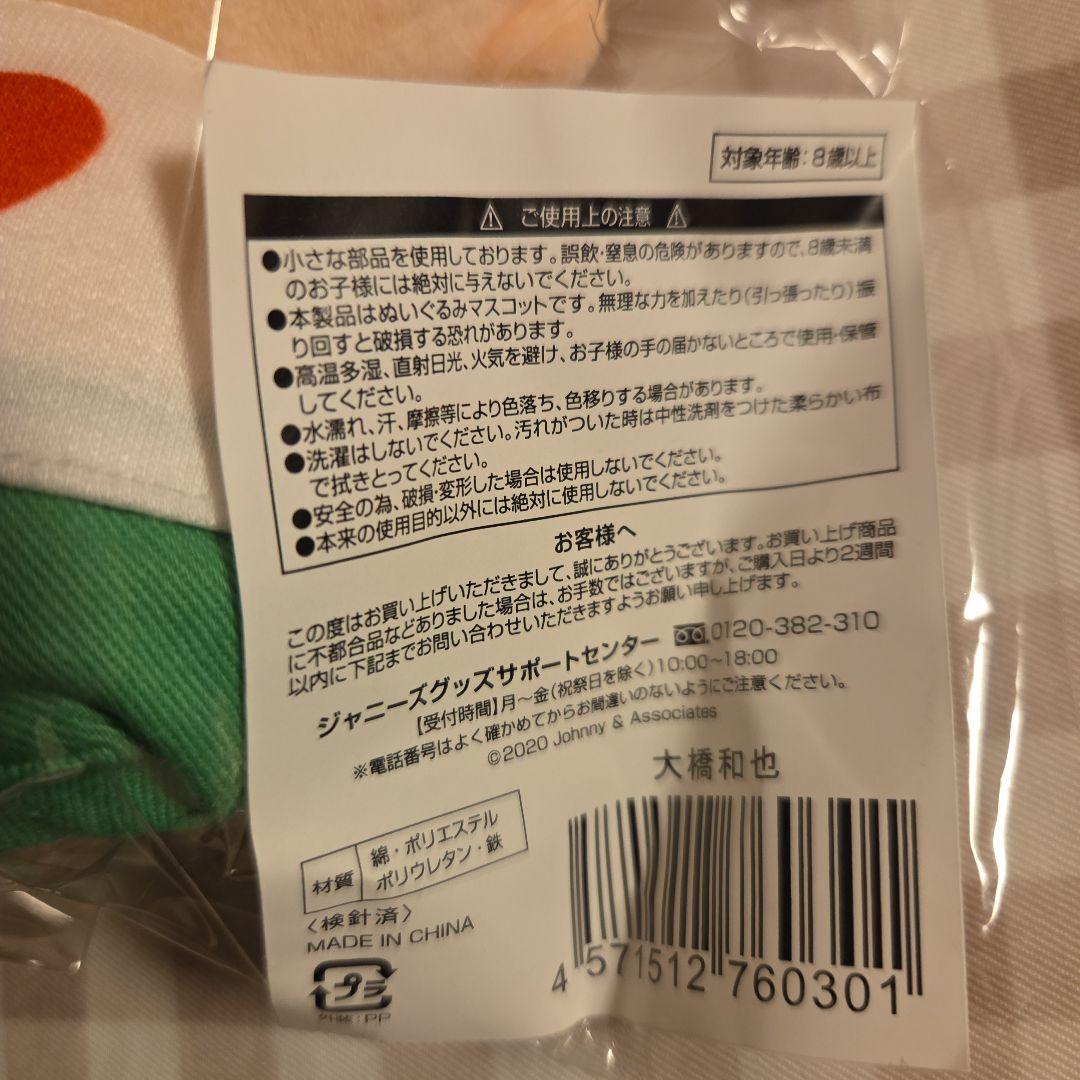 対象年齢:8歳以上
⚠ ご使用上の注意 ⚠
●小さな部品を使用しております。誤飲・窒息の危険がありますので、8歳未満
のお子様には絶対に与えないでください。
●本製品はぬいぐるみマスコットです。無理な力を加えたり(引っ張ったり)振
り回すと破損する恐れがあります。
●高温多湿、直射日光、火気を避け、お子様の手の届かないところで使用・保管
してください。
●水濡れ、汗、摩擦等により色落ち、色移りする場合があります。
●洗濯はしないでください。汚れがついた時は中性洗剤をつけた柔らかい布
で拭きとってください。
●安全の為、破損・変形した場合は使用しないでください。
●本来の使用目的以外には絶対に使用しないでください。
お客様へ
この度はお買い上げいただきまして、誠にありがとうございます。お買い上げ商品
に不都合品などありました場合は、お手数ではございますが、ご購入日より2週間
以内に下記までお問い合わせいただきますようお願い申し上げます。
ジャニーズグッズサポートセンター 0120-382-310
【受付時間】月〜金(祝祭日を除く)10:00〜18:00
※電話番号はよく確かめてからお間違いのないようにご注意ください。
©2020 Johnny & Associates
大橋和也
材質 綿・ポリエステル
ポリウレタン・鉄
〈検針済〉
MADE IN CHINA
プラ
外装:PP
4 571512 760301